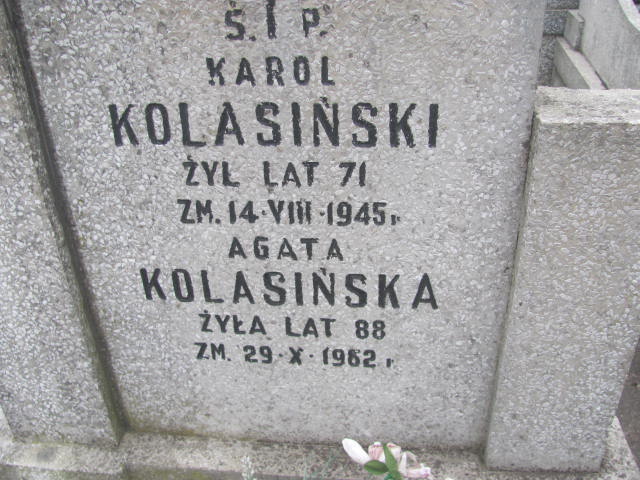 Ś. † P.
KAROL
KOLASIŃSKI
ŻYŁ LAT 71
ZM. 14·VIII·1945 r
AGATA
KOLASIŃSKA
ŻYŁA LAT 88
ZM. 29·X·1962 r